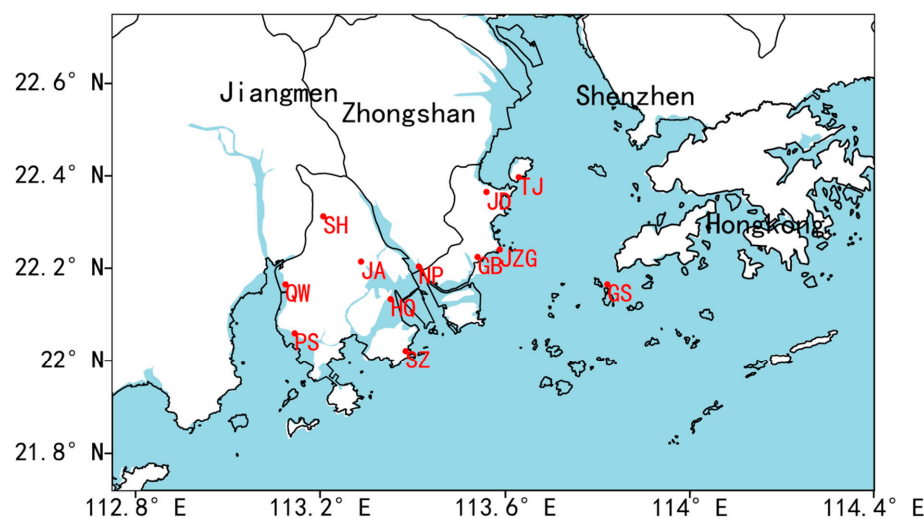 22.6° N
Jiangmen
Zhongshan
Shenzhen
22.4° N
TJ
JD
SH
Hongkong
22.2° N
JA
HP
GB
JZG
QW
HQ
GS
PS
22° N
SZ
21.8° N
112.8° E
113.2° E
113.6° E
114° E
114.4° E